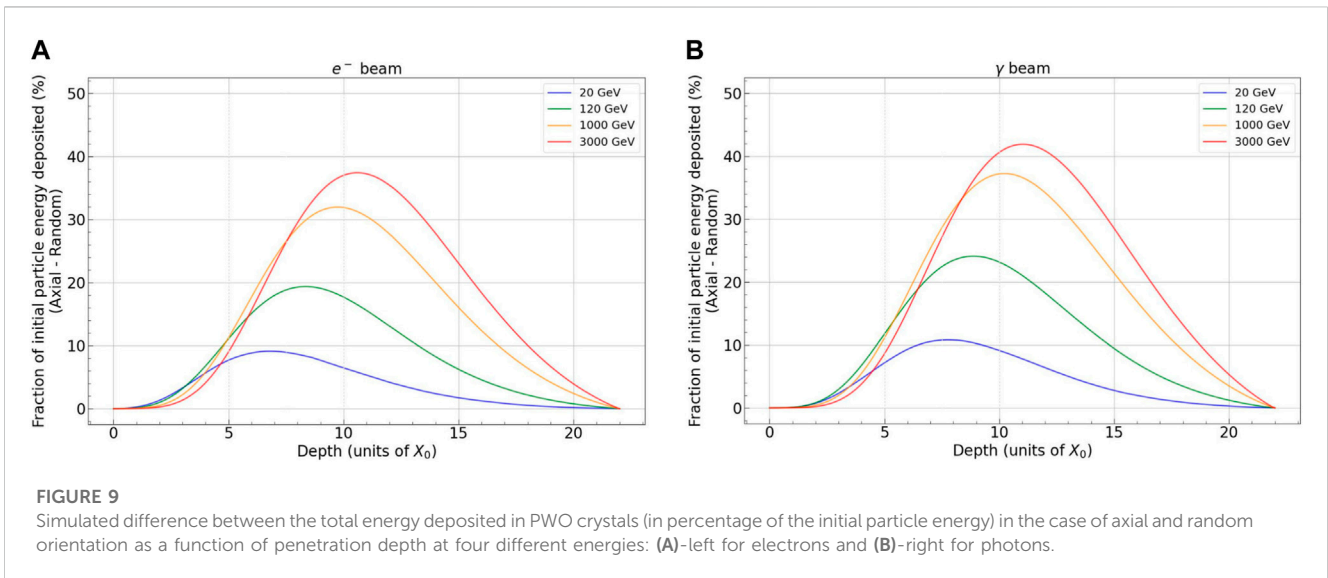 A
e⁻ beam
Fraction of initial particle energy deposited (%)
(Axial - Random)
50
40
30
20
10
0
20 GeV
120 GeV
1000 GeV
3000 GeV
0 5 10 15 20
Depth (units of X₀)
B
γ beam
Fraction of initial particle energy deposited (%)
(Axial - Random)
50
40
30
20
10
0
20 GeV
120 GeV
1000 GeV
3000 GeV
0 5 10 15 20
Depth (units of X₀)
FIGURE 9
Simulated difference between the total energy deposited in PWO crystals (in percentage of the initial particle energy) in the case of axial and random
orientation as a function of penetration depth at four different energies: (A)-left for electrons and (B)-right for photons.